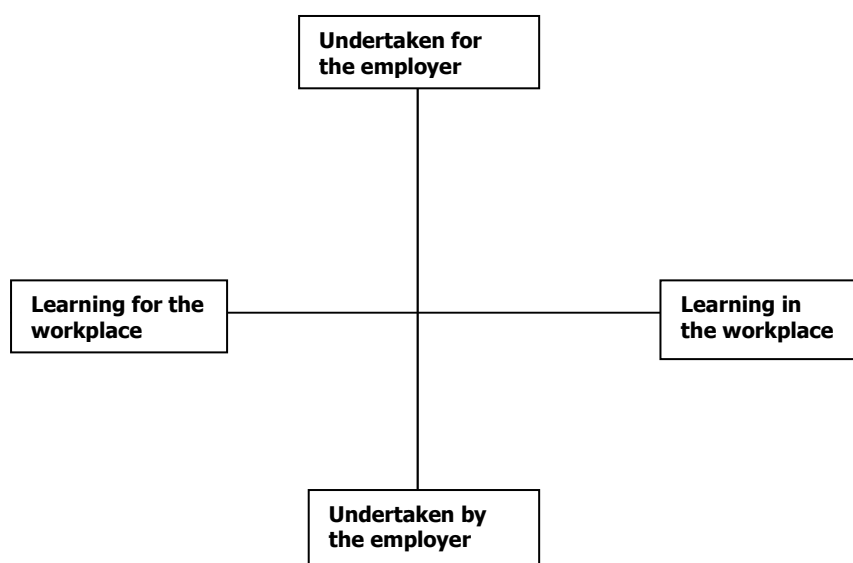 Undertaken for
the employer
Learning for the
workplace
Learning in
the workplace
Undertaken by
the employer